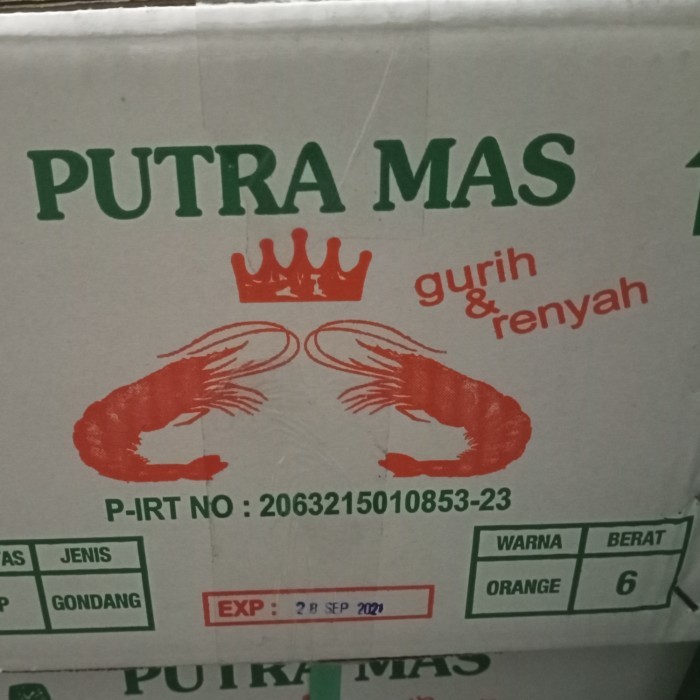 PUTRA MAS
gurih
&
renyah
P-IRT NO : 2063215010853-23
AS JENIS
P GONDANG
EXP : 28 SEP 2021
WARNA BERAT
ORANGE 6
PUTRA MAS